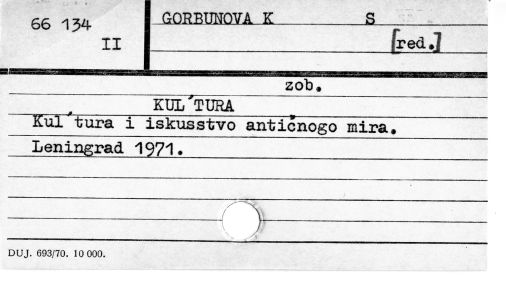 66 134
II
GORBUNOVA K S
[red.]
zob.
KUL´TURA
Kul´tura i iskusstvo antičnogo mira.
Leningrad 1971.
DUJ. 693/70. 10 000.